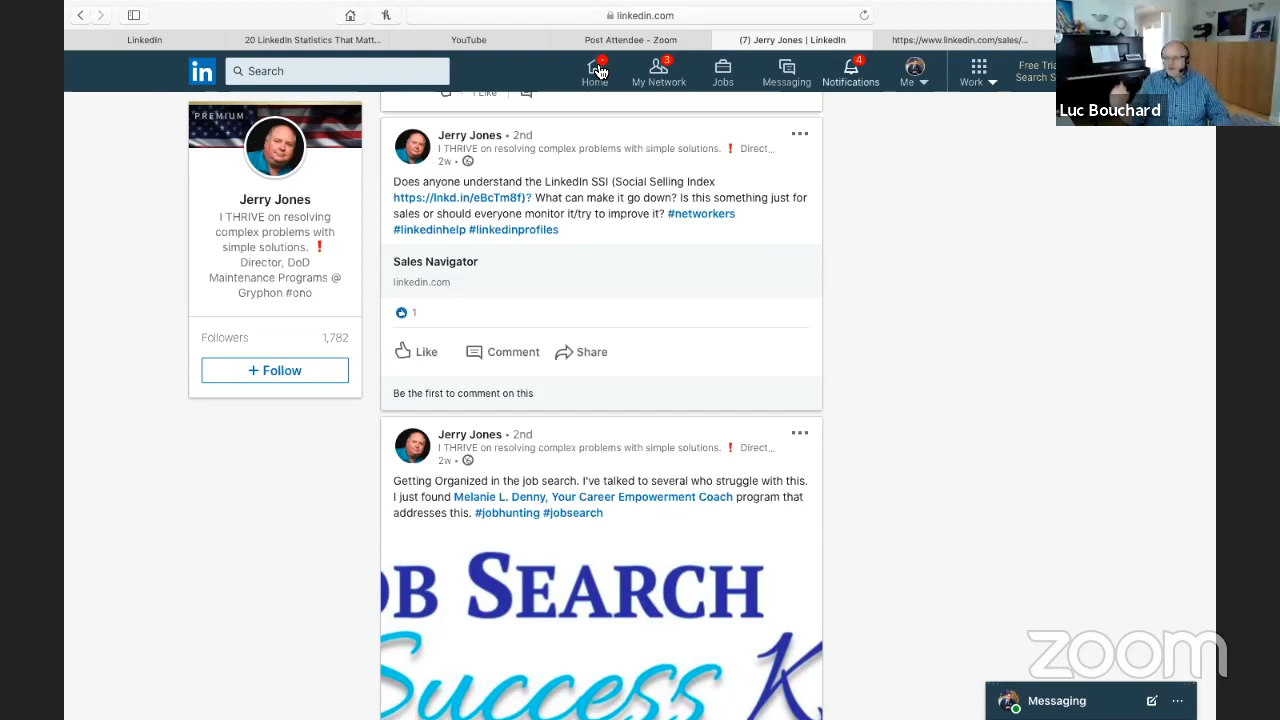 linkedin.com
LinkedIn
20 LinkedIn Statistics That Matt...
YouTube
Post Attendee - Zoom
(7) Jerry Jones | LinkedIn
https://www.linkedin.com/sales/...
in
Search
Home
3
My Network
Jobs
Messaging
4
Notifications
Me
Work
Free Tria
Search S
Luc Bouchard
PREMIUM
Jerry Jones
I THRIVE on resolving
complex problems with
simple solutions. ❗
Director, DoD
Maintenance Programs @
Gryphon #ono
Followers 1,782
+ Follow
1 Like
Jerry Jones • 2nd
I THRIVE on resolving complex problems with simple solutions. ❗ Direct...
2w •
Does anyone understand the LinkedIn SSI (Social Selling Index
https://lnkd.in/eBcTm8f)? What can make it go down? Is this something just for
sales or should everyone monitor it/try to improve it? #networkers
#linkedinhelp #linkedinprofiles
Sales Navigator
linkedin.com
1
Like Comment Share
Be the first to comment on this
Jerry Jones • 2nd
I THRIVE on resolving complex problems with simple solutions. ❗ Direct...
2w •
Getting Organized in the job search. I've talked to several who struggle with this.
I just found Melanie L. Denny, Your Career Empowerment Coach program that
addresses this. #jobhunting #jobsearch
OB SEARCH
Success K
zoom
Messaging